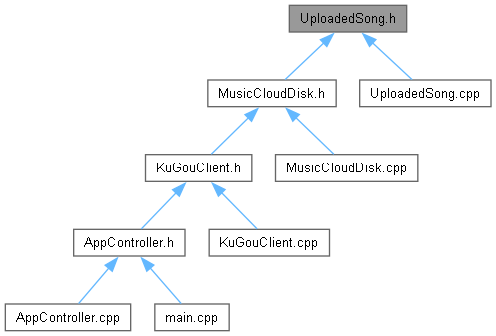 UploadedSong.h
MusicCloudDisk.h
UploadedSong.cpp
KuGouClient.h
MusicCloudDisk.cpp
AppController.h
KuGouClient.cpp
AppController.cpp
main.cpp